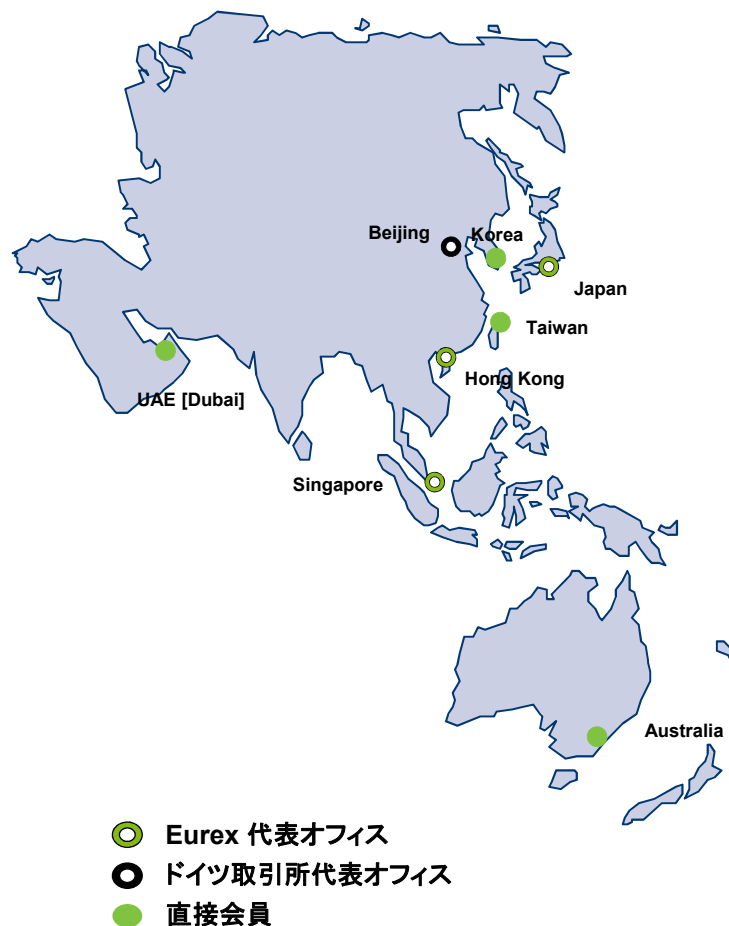 Beijing
Korea
Japan
Taiwan
Hong Kong
UAE [Dubai]
Singapore
Australia
Eurex 代表オフィス
ドイツ取引所代表オフィス
直接会員